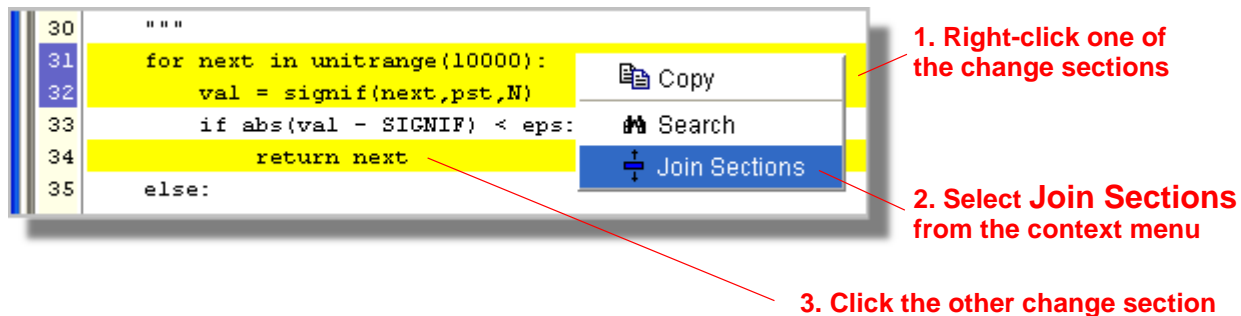 30 """
31 for next in unitrange(10000):
32 val = signif(next,pst,N)
33 if abs(val - SIGNIF) < eps:
34 return next
35 else:
Copy
Search
Join Sections
1. Right-click one of
the change sections
2. Select Join Sections
from the context menu
3. Click the other change section